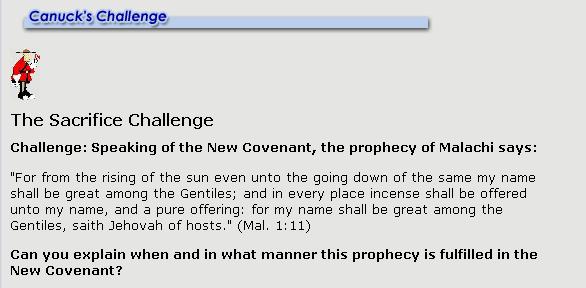 Canuck's Challenge
The Sacrifice Challenge
Challenge: Speaking of the New Covenant, the prophecy of Malachi says:
"For from the rising of the sun even unto the going down of the same my name
shall be great among the Gentiles; and in every place incense shall be offered
unto my name, and a pure offering: for my name shall be great among the
Gentiles, saith Jehovah of hosts." (Mal. 1:11)
Can you explain when and in what manner this prophecy is fulfilled in the
New Covenant?